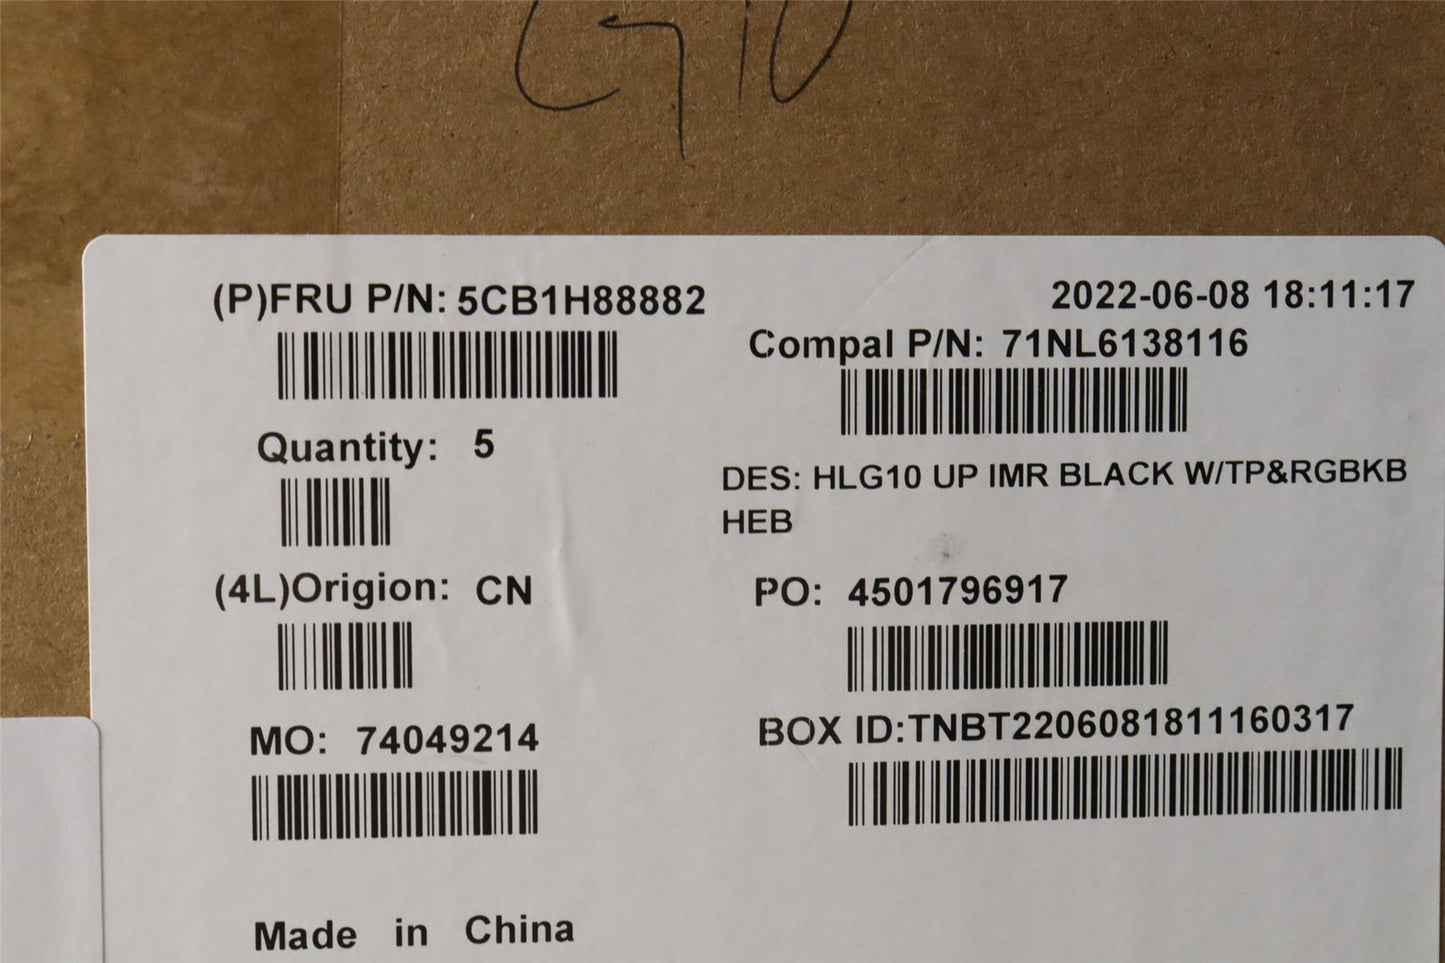 (P)FRU P/N: 5CB1H88882
2022-06-08 18:11:17
Compal P/N: 71NL6138116
Quantity: 5
DES: HLG10 UP IMR BLACK W/TP&RGBKB
HEB
(4L)Origion: CN
PO: 4501796917
MO: 74049214
BOX ID:TNBT2206081811160317
Made in China